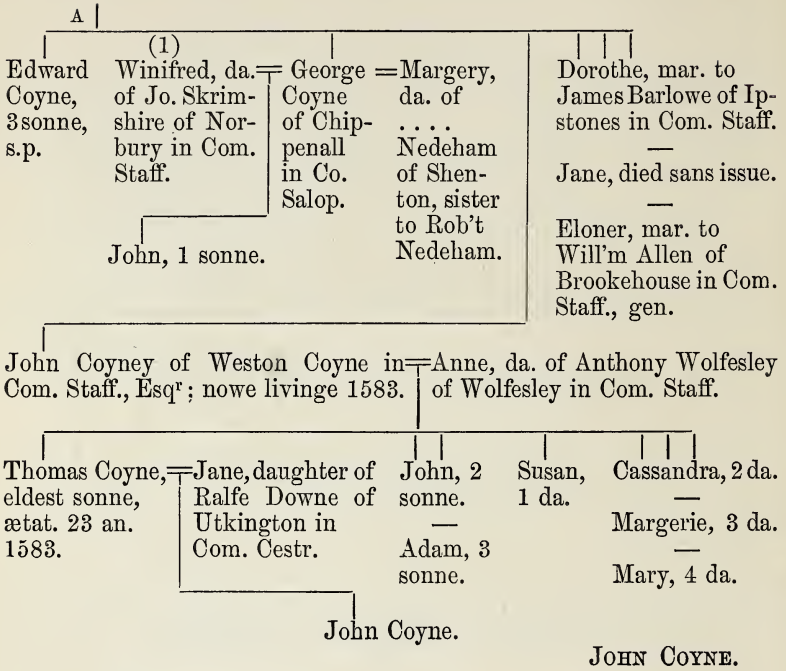 A
Edward
Coyne,
3 sonne,
s.p.
(1)
Winifred, da.
of Jo. Skrim-
shire of Nor-
bury in Com.
Staff.
George
Coyne
of Chip-
penall
in Co.
Salop.
Margery,
da. of
. . . .
Nedeham
of Shen-
ton, sister
to Rob't
Nedeham.
Dorothe, mar. to
James Barlowe of Ip-
stones in Com. Staff.
—
Jane, died sans issue.
—
Eloner, mar. to
Will'm Allen of
Brookehouse in Com.
Staff., gen.
John, 1 sonne.
John Coyney of Weston Coyne in
Com. Staff., Esqʳ; nowe livinge 1583.
Anne, da. of Anthony Wolfesley
of Wolfesley in Com. Staff.
Thomas Coyne,
eldest sonne,
ætat. 23 an.
1583.
Jane, daughter of
Ralfe Downe of
Utkington in
Com. Cestr.
John, 2
sonne.
—
Adam, 3
sonne.
Susan,
1 da.
Cassandra, 2 da.
—
Margerie, 3 da.
—
Mary, 4 da.
John Coyne.
JOHN COYNE.